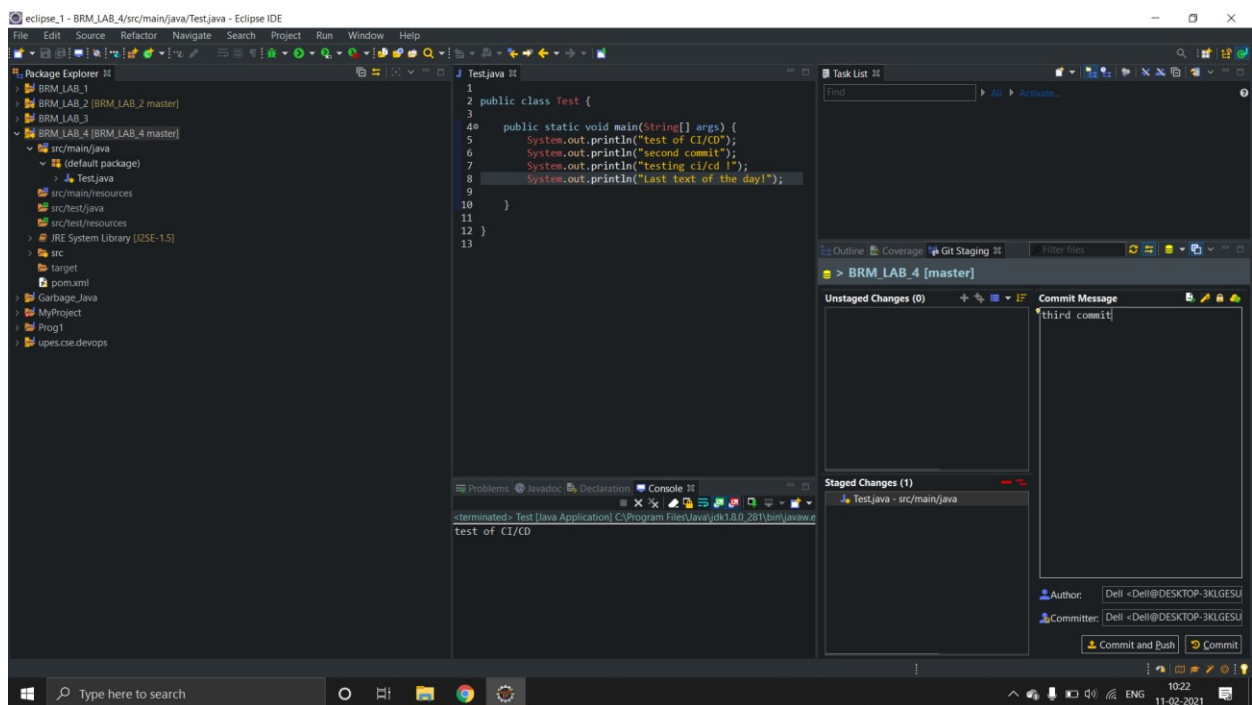 eclipse_1 - BRM_LAB_4/src/main/java/Test.java - Eclipse IDE
File Edit Source Refactor Navigate Search Project Run Window Help
Package Explorer
BRM_LAB_1
BRM_LAB_2 [BRM_LAB_2 master]
BRM_LAB_3
BRM_LAB_4 [BRM_LAB_4 master]
src/main/java
(default package)
Test.java
src/main/resources
src/test/java
src/test/resources
JRE System Library [J2SE-1.5]
src
target
pom.xml
Garbage_Java
MyProject
Prog1
upes.cse.devops
Test.java
1
2 public class Test {
3
4 public static void main(String[] args) {
5 System.out.println("test of CI/CD");
6 System.out.println("second commit");
7 System.out.println("testing ci/cd !");
8 System.out.println("Last text of the day!");
9
10 }
11
12 }
13
Problems Javadoc Declaration Console
<terminated> Test [Java Application] C:\Program Files\Java\jdk1.8.0_281\bin\javaw.e
test of CI/CD
Task List
Find All Activate...
Outline Coverage Git Staging Filter files
> BRM_LAB_4 [master]
Unstaged Changes (0)
Staged Changes (1)
Test.java - src/main/java
Commit Message
third commit
Author: Dell <Dell@DESKTOP-3KLGESU
Committer: Dell <Dell@DESKTOP-3KLGESU
Commit and Push Commit
Type here to search
ENG
10:22
11-02-2021